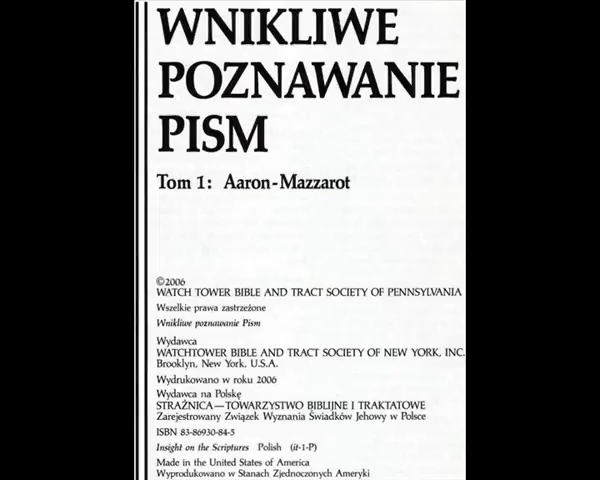 WNIKLIWE
POZNAWANIE
PISM
Tom 1: Aaron-Mazzarot
©2006
WATCH TOWER BIBLE AND TRACT SOCIETY OF PENNSYLVANIA
Wszelkie prawa zastrzeżone
Wnikliwe poznawanie Pism
Wydawca
WATCHTOWER BIBLE AND TRACT SOCIETY OF NEW YORK, INC.
Brooklyn, New York, U.S.A.
Wydrukowano w roku 2006
Wydawca na Polskę
STRAŻNICA—TOWARZYSTWO BIBLIJNE I TRAKTATOWE
Zarejestrowany Związek Wyznania Świadków Jehowy w Polsce
ISBN 83-86930-84-5
Insight on the Scriptures Polish (it-1-P)
Made in the United States of America
Wyprodukowano w Stanach Zjednoczonych Ameryki